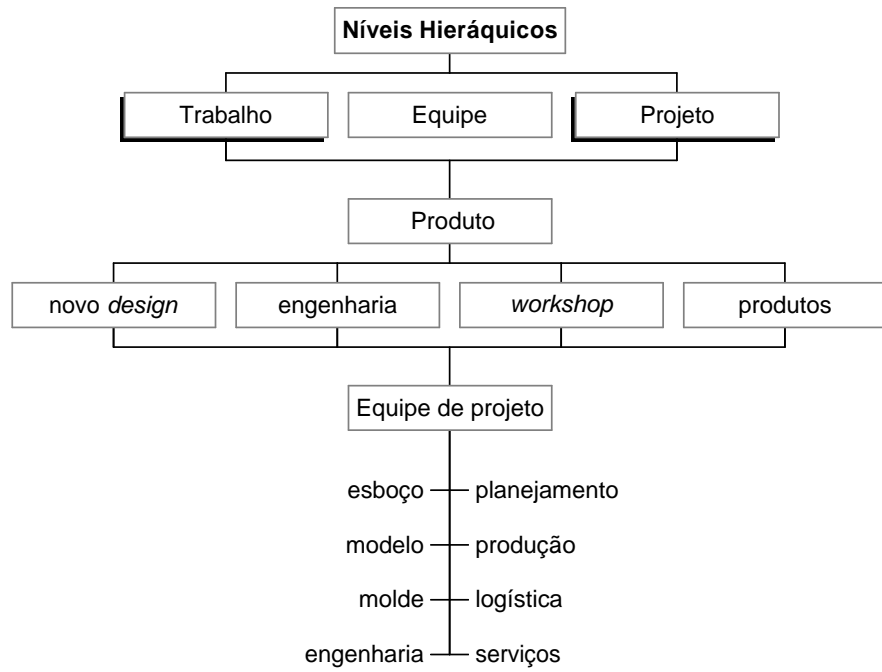 Níveis Hieráquicos
Trabalho Equipe Projeto
Produto
novo design engenharia workshop produtos
Equipe de projeto
esboço planejamento
modelo produção
molde logística
engenharia serviços